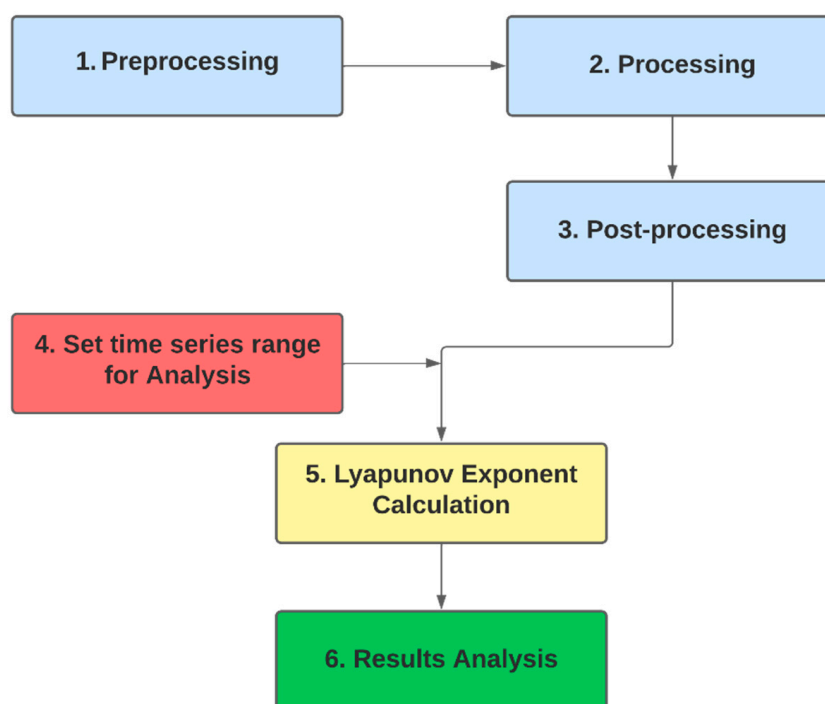 1. Preprocessing
2. Processing
3. Post-processing
4. Set time series range
for Analysis
5. Lyapunov Exponent
Calculation
6. Results Analysis